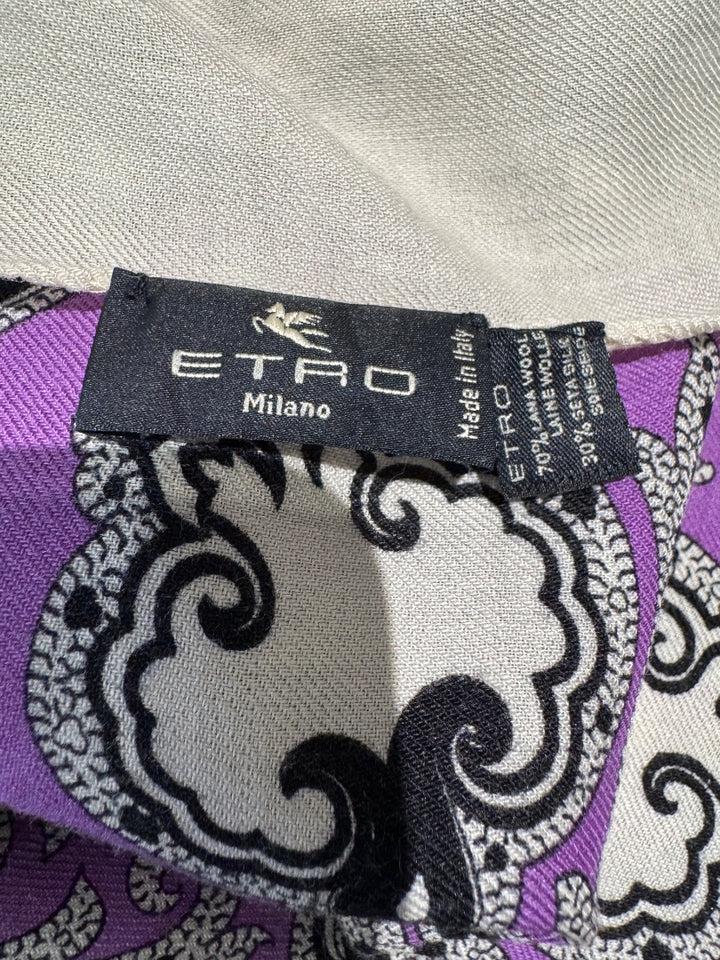 ETRO
Milano
Made in Italy
ETRO
70% LANA WOOL
LAINE WOLLE
30% SETA SILK
SOIE SEIDE